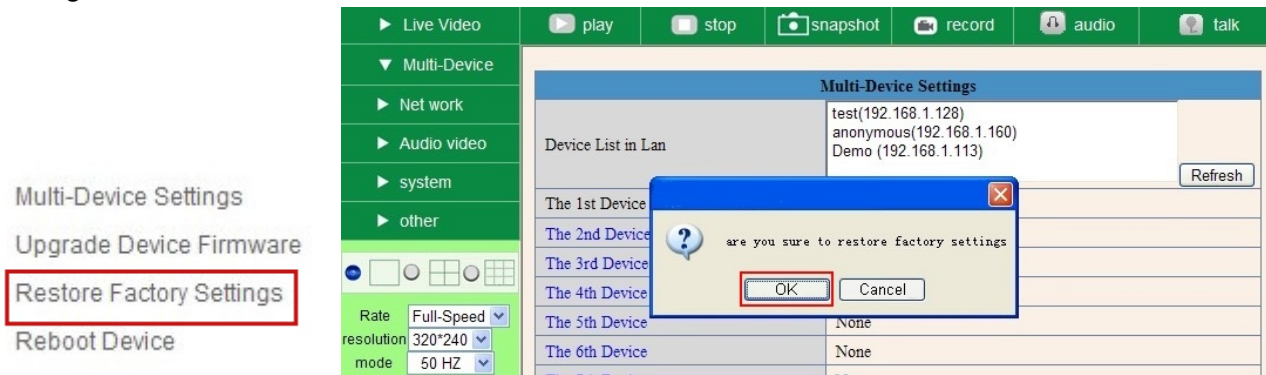 Multi-Device Settings
Upgrade Device Firmware
Restore Factory Settings
Reboot Device
Live Video
Multi-Device
Net work
Audio video
system
other
Rate Full-Speed
resolution 320*240
mode 50 HZ
play stop snapshot record audio talk
Multi-Device Settings
Device List in Lan
test(192.168.1.128)
anonymous(192.168.1.160)
Demo (192.168.1.113)
Refresh
The 1st Device
The 2nd Device
The 3rd Device
The 4th Device
The 5th Device None
The 6th Device None
are you sure to restore factory settings
OK Cancel